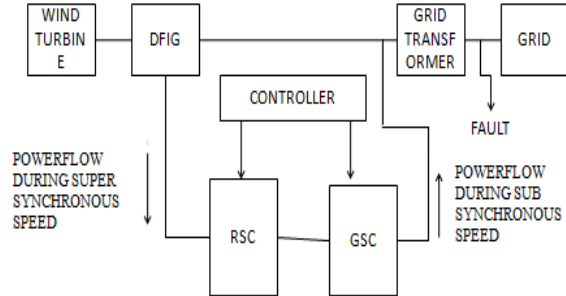 WIND
TURBIN
E
DFIG
GRID
TRANSF
ORMER
GRID
CONTROLLER
FAULT
POWERFLOW
DURING SUPER
SYNCHRONOUS
SPEED
POWERFLOW
DURING SUB
SYNCHRONOUS
SPEED
RSC
GSC